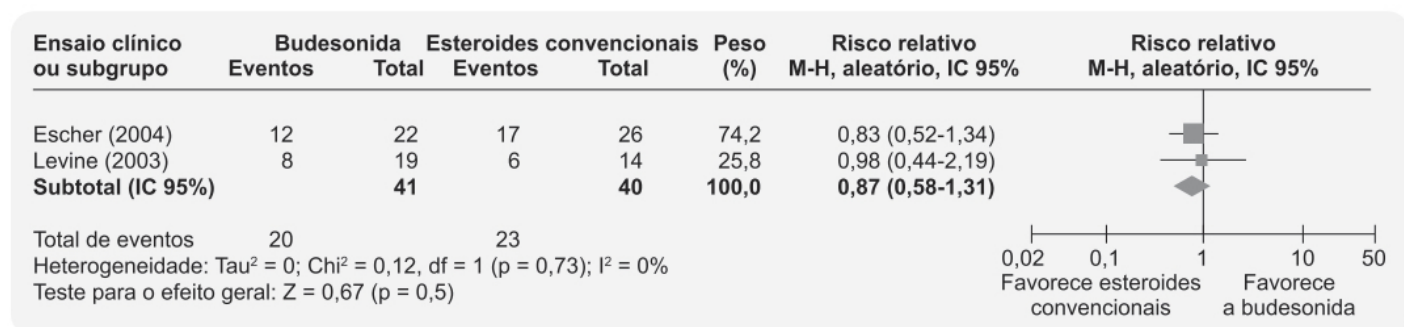 Ensaio clínico Budesonida Esteroides convencionais Peso Risco relativo Risco relativo
ou subgrupo Eventos Total Eventos Total (%) M-H, aleatório, IC 95% M-H, aleatório, IC 95%
Escher (2004) 12 22 17 26 74,2 0,83 (0,52-1,34)
Levine (2003) 8 19 6 14 25,8 0,98 (0,44-2,19)
Subtotal (IC 95%) 41 40 100,0 0,87 (0,58-1,31)
Total de eventos 20 23
Heterogeneidade: Tau² = 0; Chi² = 0,12, df = 1 (p = 0,73); I² = 0%
Teste para o efeito geral: Z = 0,67 (p = 0,5)
0,02 0,1 1 10 50
Favorece esteroides Favorece
convencionais a budesonida